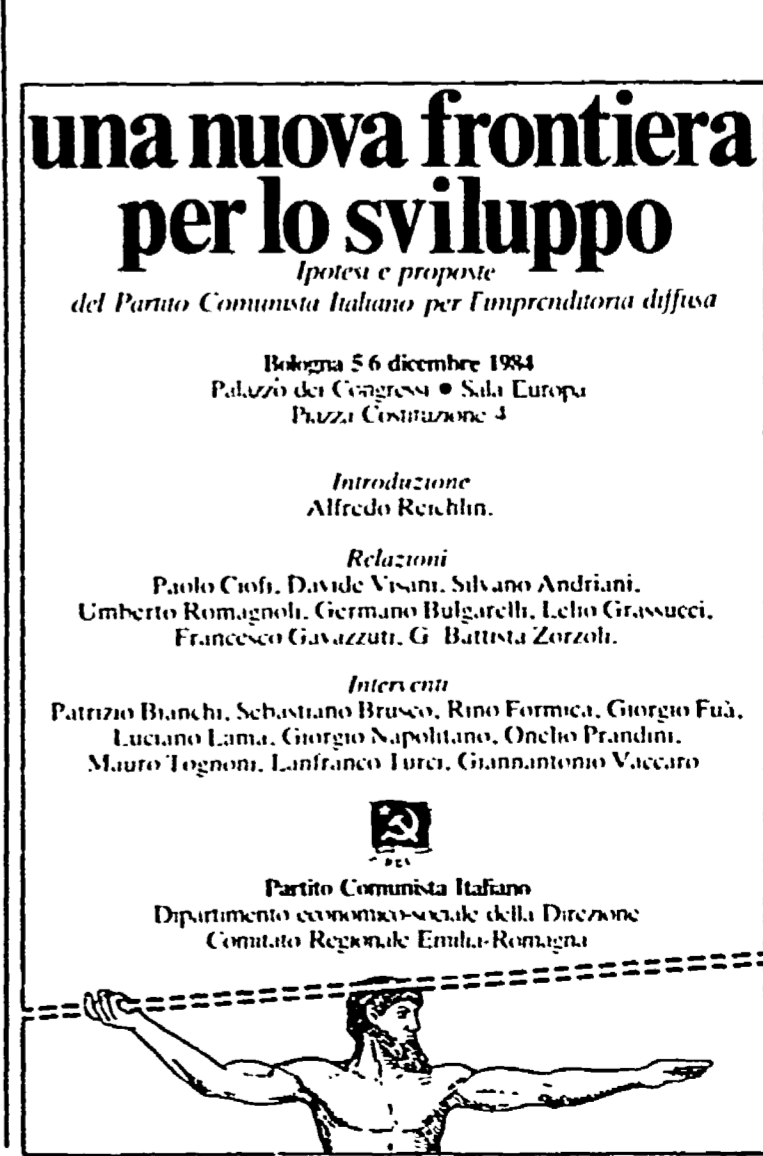 una nuova frontiera
per lo sviluppo
Ipotesi e proposte
del Partito Comunista Italiano per l'imprenditoria diffusa
Bologna 5 6 dicembre 1984
Palazzo dei Congressi • Sala Europa
Piazza Costituzione 4
Introduzione
Alfredo Reichlin.
Relazioni
Paolo Ciofi, Davide Visani, Silvano Andriani,
Umberto Romagnoli, Germano Bulgarelli, Lelio Grassucci,
Francesco Gavazzuti, G. Battista Zorzoli.
Interventi
Patrizio Bianchi, Sebastiano Brusco, Rino Formica, Giorgio Fuà,
Luciano Lama, Giorgio Napolitano, Onelio Prandini,
Mauro Tognoni, Lanfranco Turci, Giannantonio Vaccaro
PCI
Partito Comunista Italiano
Dipartimento economico-sociale della Direzione
Comitato Regionale Emilia-Romagna